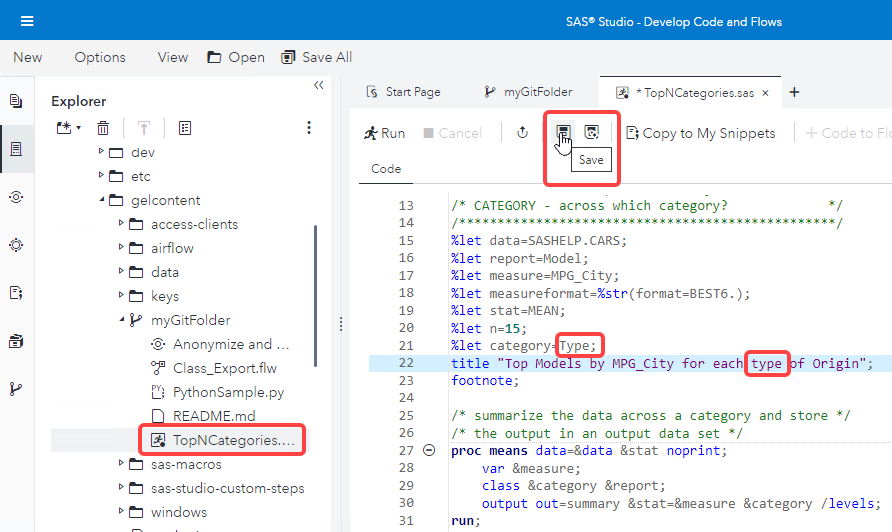 SAS® Studio - Develop Code and Flows
New Options View Open Save All
Explorer
dev
etc
gelcontent
access-clients
airflow
data
keys
myGitFolder
Anonymize and ...
Class_Export.flw
PythonSample.py
README.md
TopNCategories....
sas-macros
sas-studio-custom-steps
windows
Start Page myGitFolder * TopNCategories.sas
Run Cancel Copy to My Snippets Code to Flo
Save
Code
13 /* CATEGORY - across which category? */
14 /***********************************************/
15 %let data=SASHELP.CARS;
16 %let report=Model;
17 %let measure=MPG_City;
18 %let measureformat=%str(format=BEST6.);
19 %let stat=MEAN;
20 %let n=15;
21 %let category=Type;
22 title "Top Models by MPG_City for each type of Origin";
23 footnote;
24
25 /* summarize the data across a category and store */
26 /* the output in an output data set */
27 proc means data=&data &stat noprint;
28 var &measure;
29 class &category &report;
30 output out=summary &stat=&measure &category /levels;
31 run;